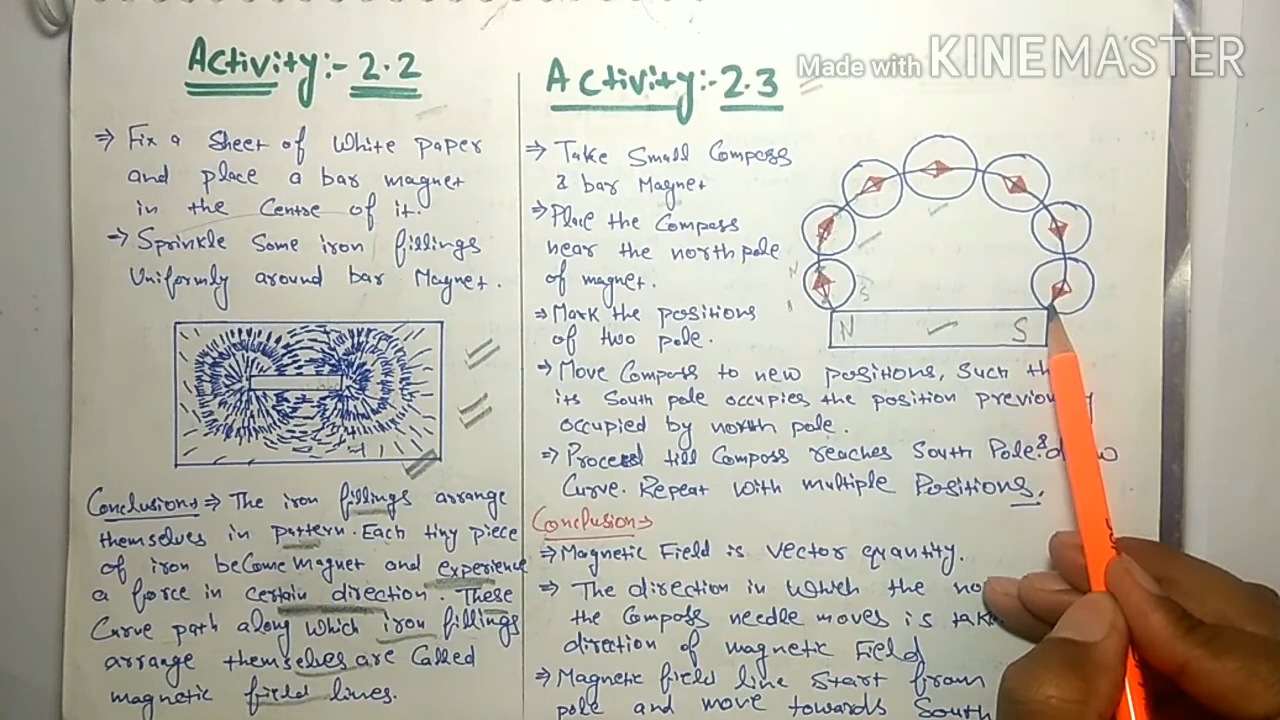 Made with KINEMASTER
Activity:- 2.2
⇒ Fix a Sheet of White paper
and place a bar magnet
in the Centre of it.
⇒ Sprinkle Some iron fillings
Uniformly around bar Magnet.
Conclusion ⇒ The iron fillings arrange
themselves in pattern. Each tiny piece
of iron become magnet and experience
a force in certain direction. These
Curve path along which iron fillings
arrange themselves are Called
magnetic field lines.
Activity:- 2.3
⇒ Take Small Compass
& bar Magnet
⇒ Place the Compass
near the north pole
of magnet.
⇒ Mark the positions
of two pole.
N S
N S
⇒ Move Compass to new positions, Such
its South pole occupies the position
occupied by north pole.
⇒ Proceed till Compass reaches South Pole &
Curve. Repeat with multiple Positions.
Conclusion ⇒
⇒ Magnetic Field is vector quantity.
⇒ The direction in which the
the Compass needle moves is
direction of magnetic Field
⇒ Magnetic field line Start from
pole and move towards South